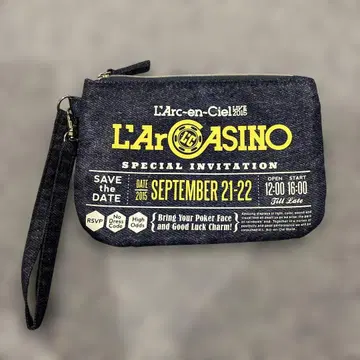 L'Arc-en-Ciel LIVE 2015
L'ArCASINO
SPECIAL INVITATION
SAVE the DATE
DATE 2015
SEPTEMBER 21-22
OPEN START
12:00 16:00
Till Late
RSVP
No Dress Code
High Odds
Bring Your Poker Face
and Good Luck Charm!